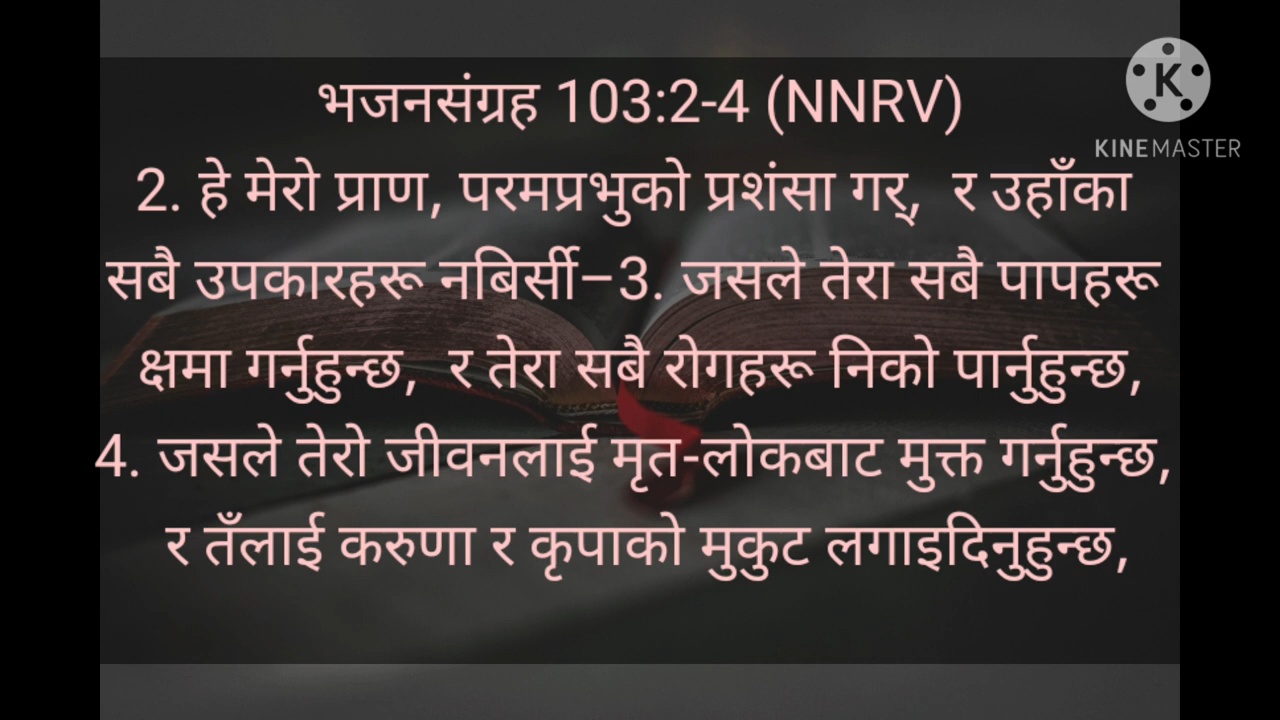 भजनसंग्रह 103:2-4 (NNRV)
KINEMASTER
2. हे मेरो प्राण, परमप्रभुको प्रशंसा गर्, र उहाँका
सबै उपकारहरू नबिर्सी–3. जसले तेरा सबै पापहरू
क्षमा गर्नुहुन्छ, र तेरा सबै रोगहरू निको पार्नुहुन्छ,
4. जसले तेरो जीवनलाई मृत-लोकबाट मुक्त गर्नुहुन्छ,
र तँलाई करुणा र कृपाको मुकुट लगाइदिनुहुन्छ,